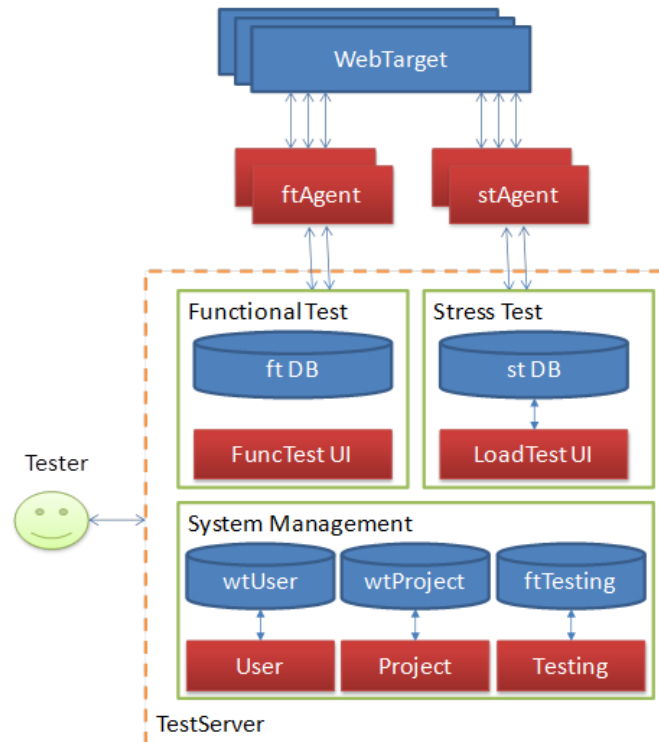 WebTarget
ftAgent
stAgent
Functional Test
Stress Test
ft DB
st DB
FuncTest UI
LoadTest UI
Tester
System Management
wtUser
wtProject
ftTesting
User
Project
Testing
TestServer